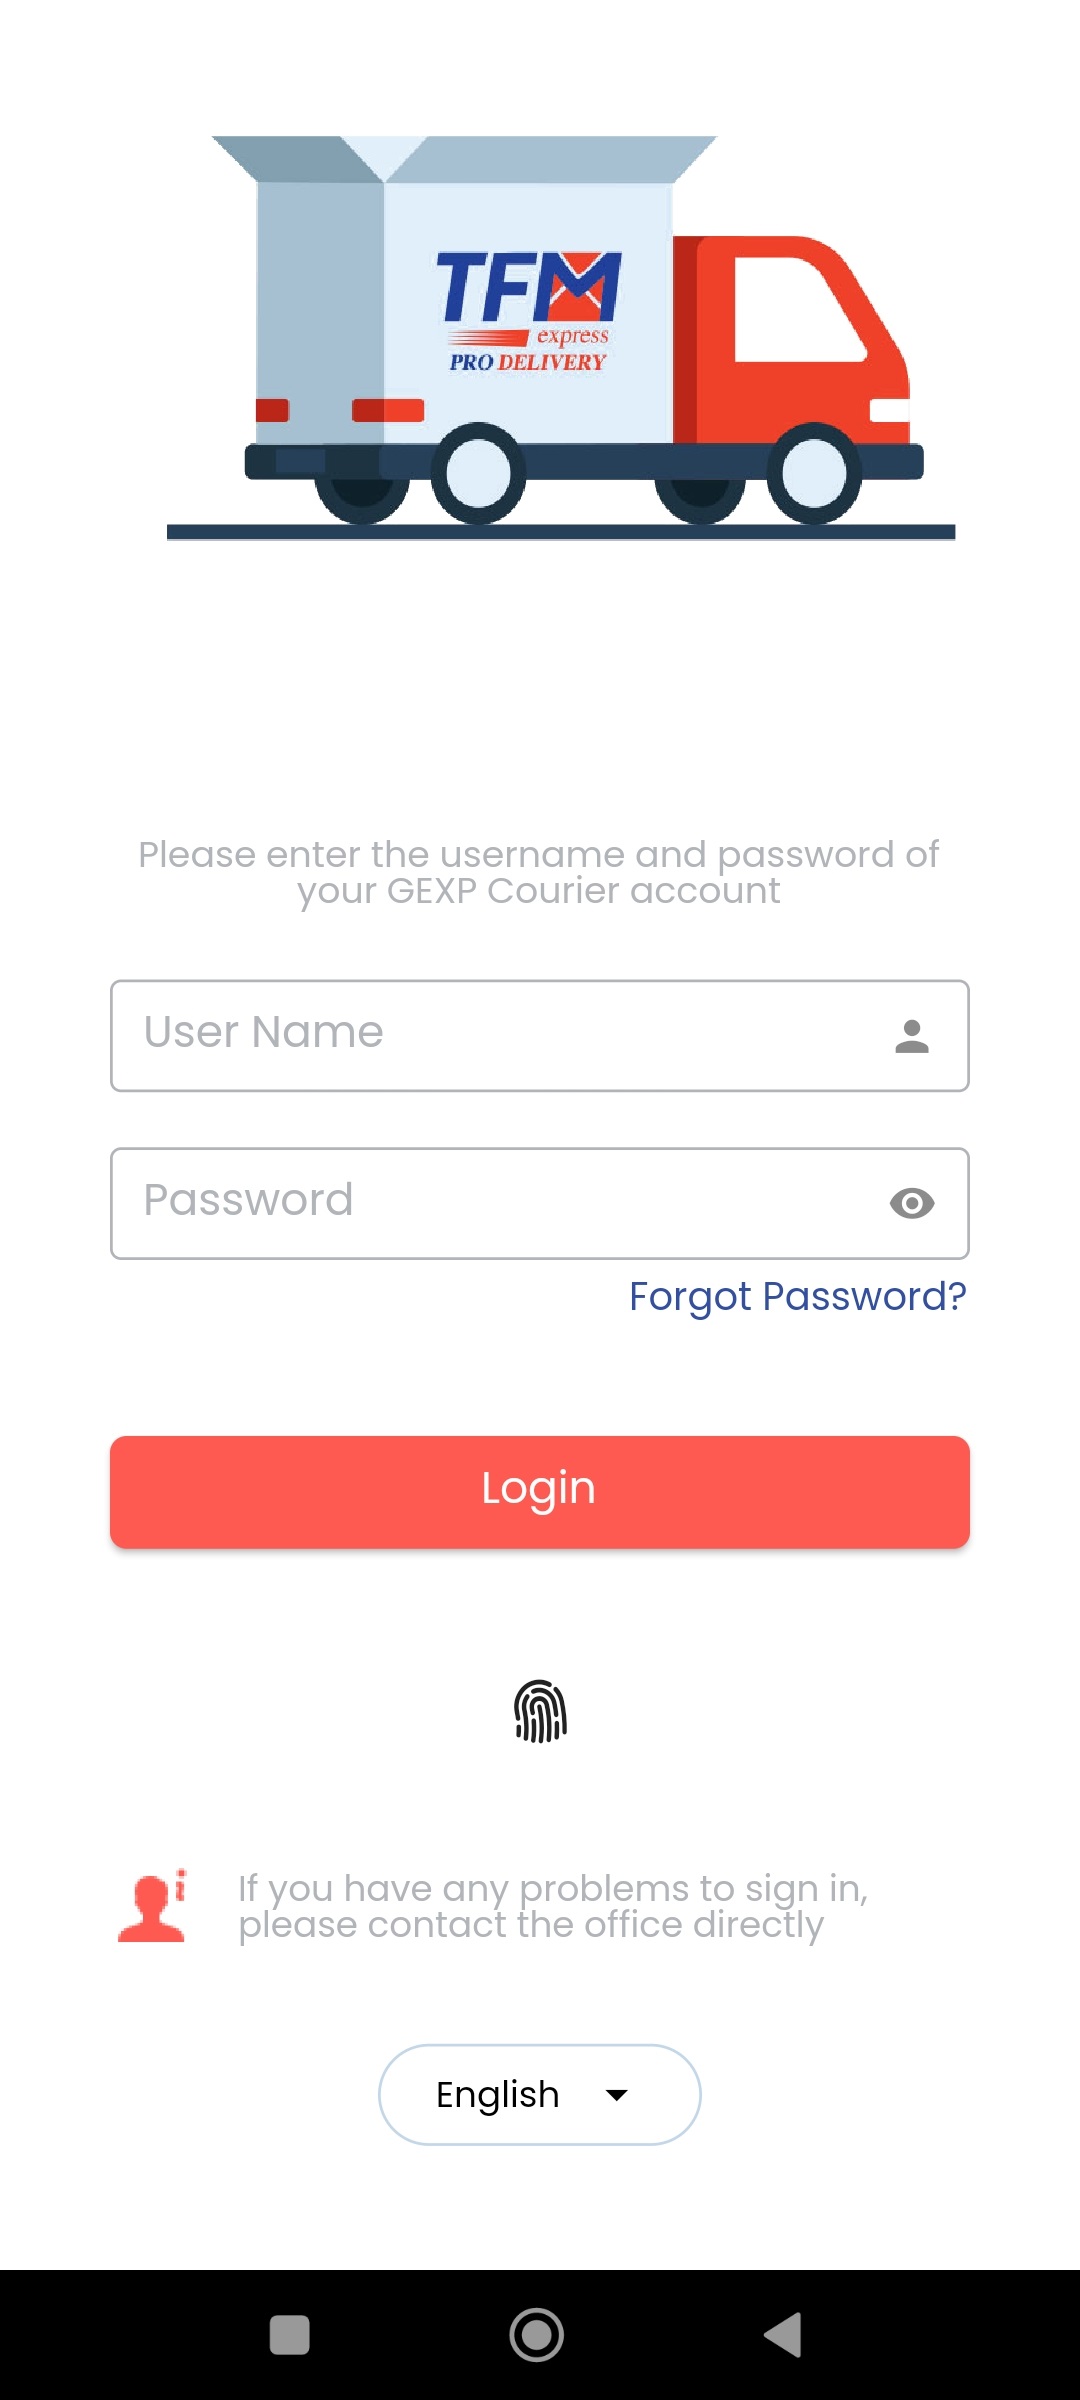 TFM
express
PRO DELIVERY
Please enter the username and password of
your GEXP Courier account
User Name
Password
Forgot Password?
Login
If you have any problems to sign in,
please contact the office directly
English